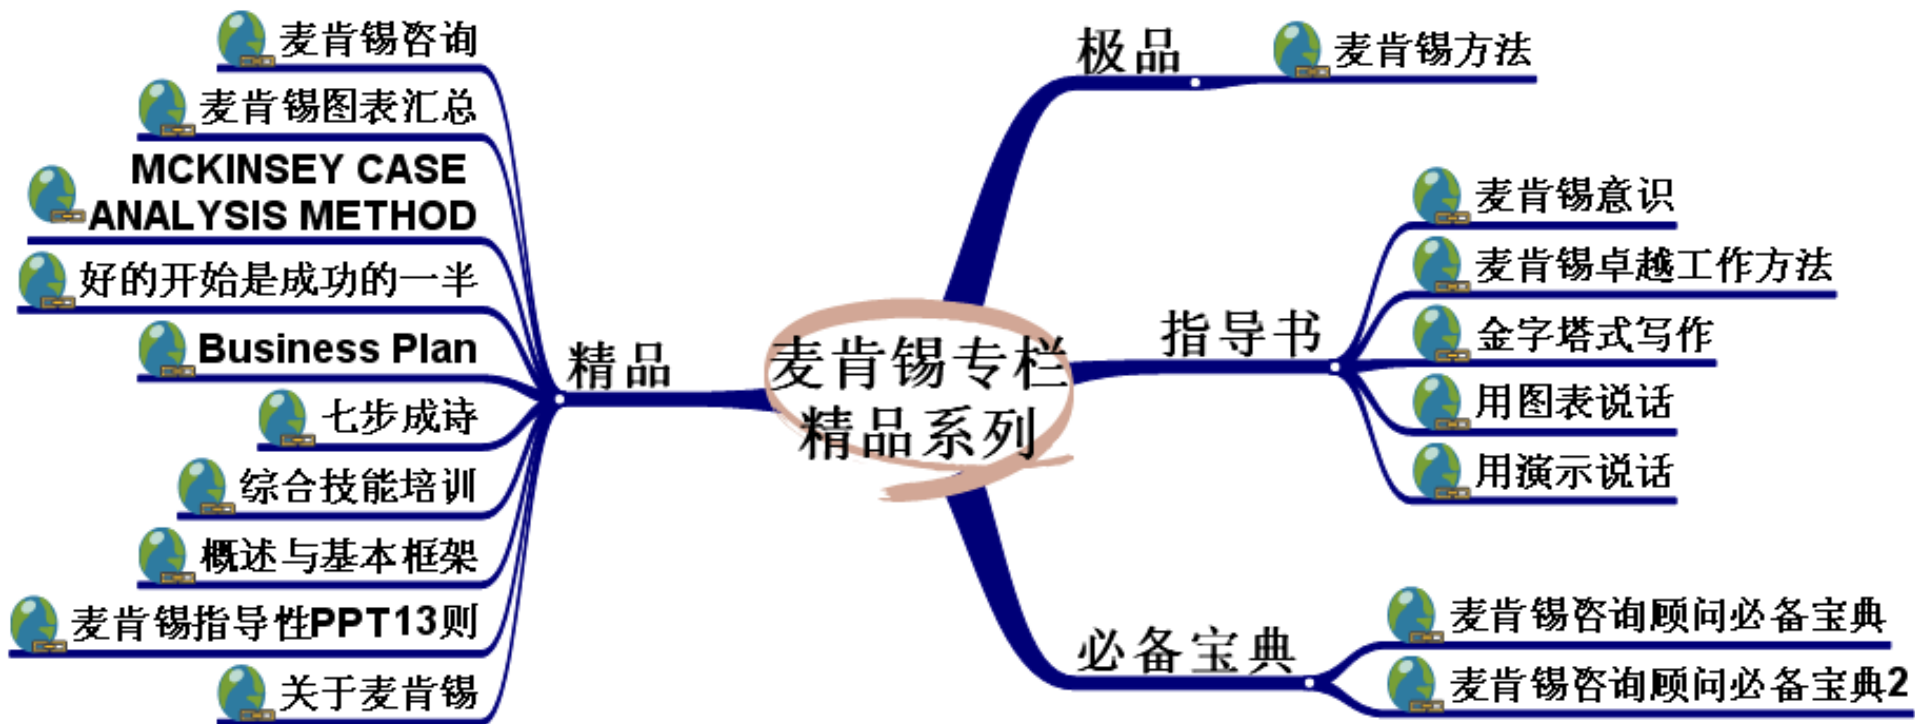 麦肯锡咨询
麦肯锡图表汇总
MCKINSEY CASE
ANALYSIS METHOD
好的开始是成功的一半
Business Plan
七步成诗
综合技能培训
概述与基本框架
麦肯锡指导性PPT13则
关于麦肯锡
精品
麦肯锡专栏
精品系列
极品
麦肯锡方法
指导书
麦肯锡意识
麦肯锡卓越工作方法
金字塔式写作
用图表说话
用演示说话
必备宝典
麦肯锡咨询顾问必备宝典
麦肯锡咨询顾问必备宝典2